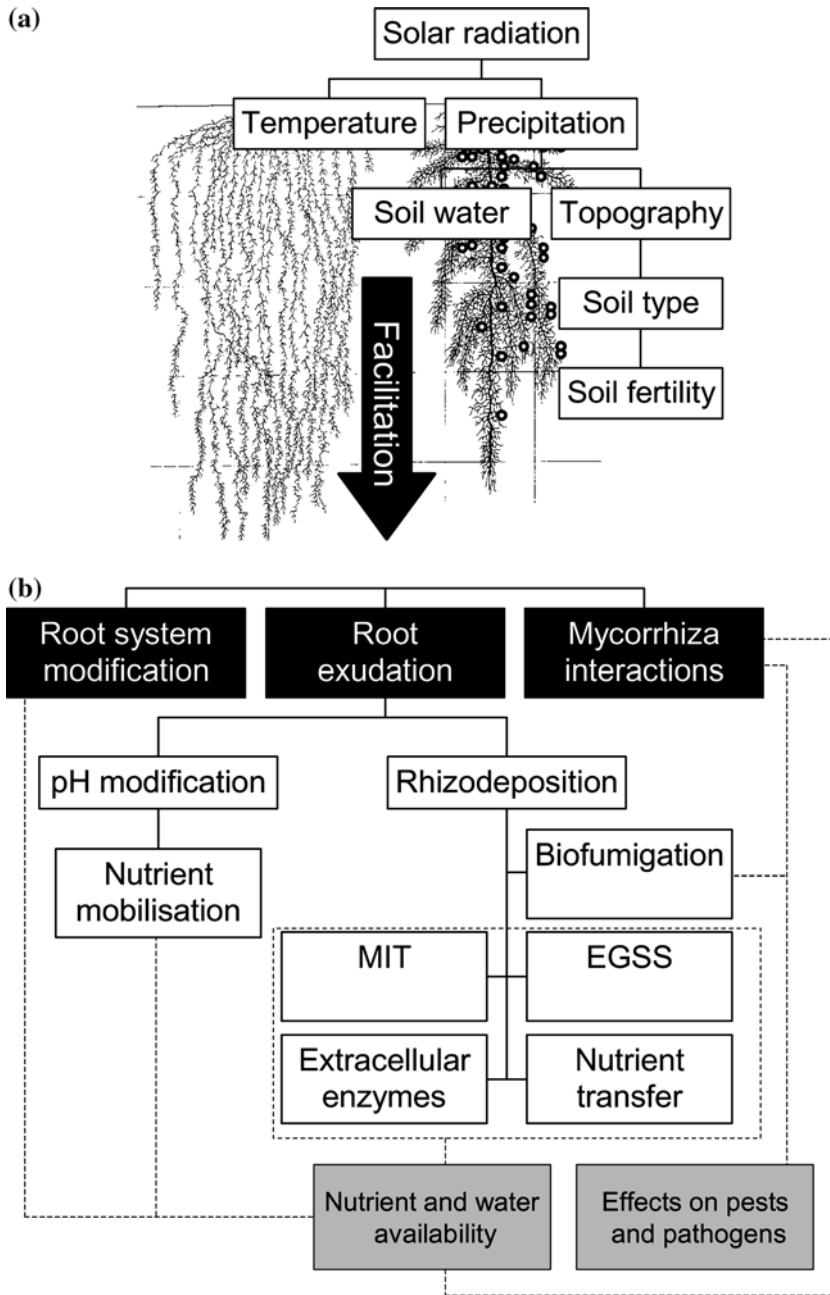 (a)
Solar radiation
Temperature
Precipitation
Soil water
Topography
Soil type
Soil fertility
Facilitation
(b)
Root system
modification
Root
exudation
Mycorrhiza
interactions
pH modification
Rhizodeposition
Nutrient
mobilisation
Biofumigation
MIT
EGSS
Extracellular
enzymes
Nutrient
transfer
Nutrient and water
availability
Effects on pests
and pathogens